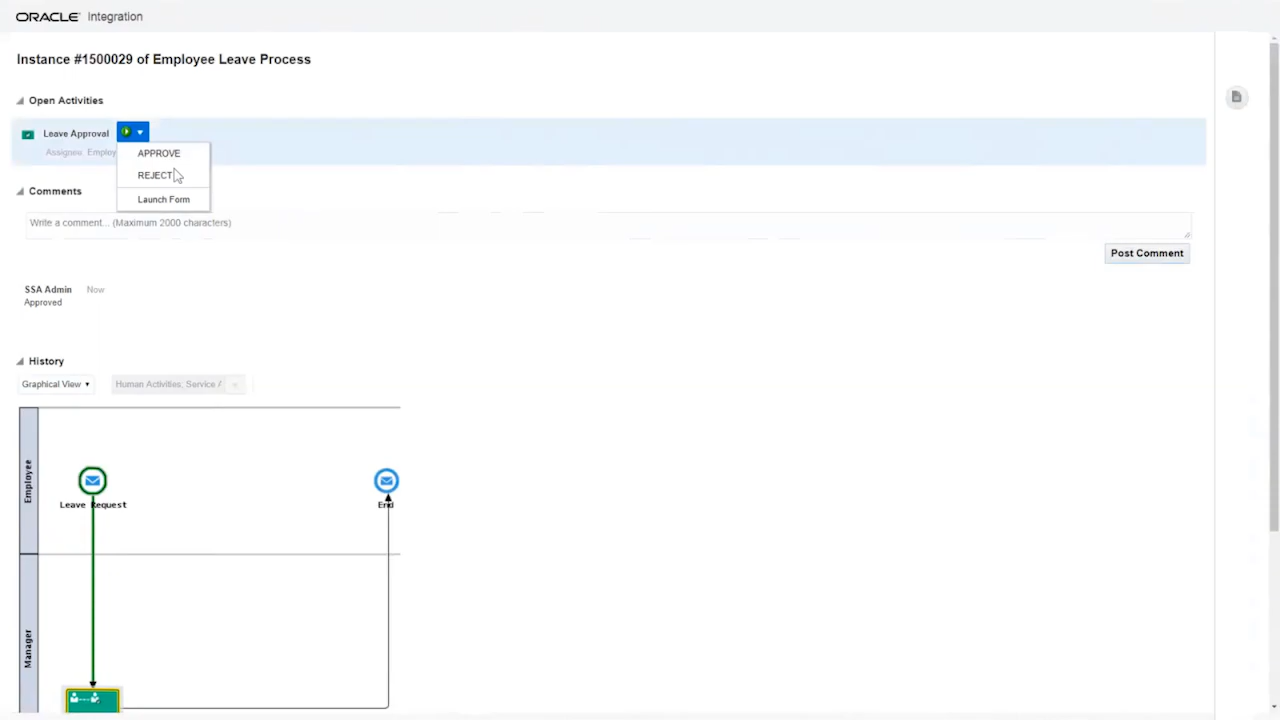 ORACLE Integration
Instance #1500029 of Employee Leave Process
Open Activities
Leave Approval
Assignee Employ
APPROVE
REJECT
Launch Form
Comments
Write a comment... (Maximum 2000 characters)
Post Comment
SSA Admin Now
Approved
History
Graphical View
Human Activities, Service /
Employee
Leave Request
End
Manager